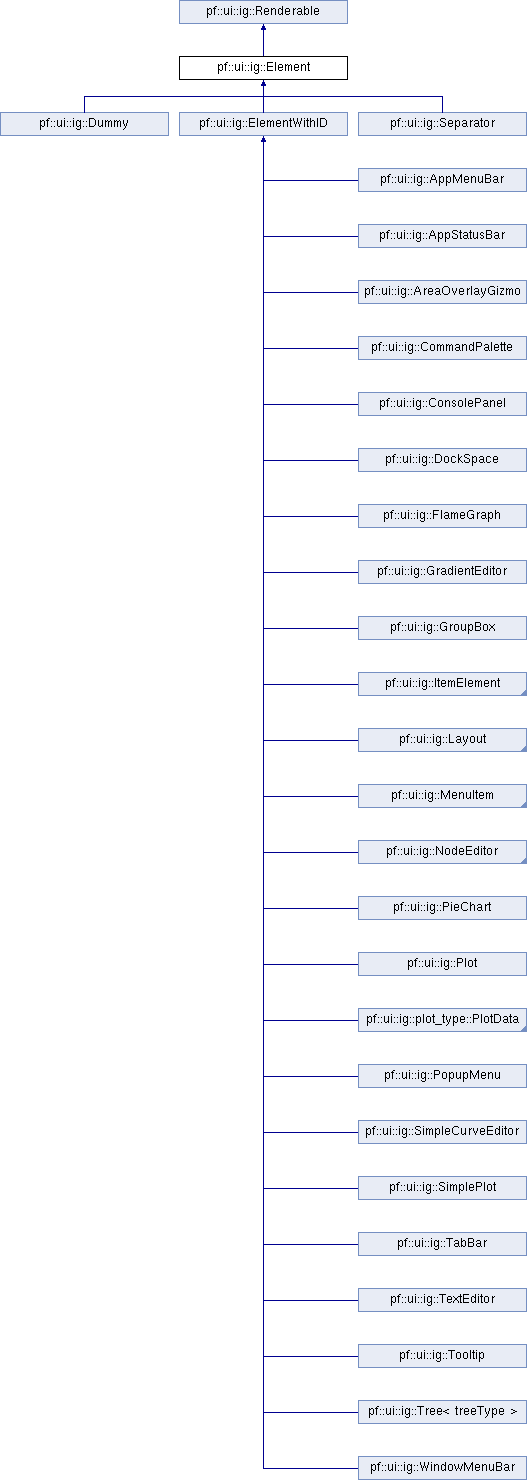 pf::ui::ig::Renderable
pf::ui::ig::Element
pf::ui::ig::Dummy
pf::ui::ig::ElementWithID
pf::ui::ig::Separator
pf::ui::ig::AppMenuBar
pf::ui::ig::AppStatusBar
pf::ui::ig::AreaOverlayGizmo
pf::ui::ig::CommandPalette
pf::ui::ig::ConsolePanel
pf::ui::ig::DockSpace
pf::ui::ig::FlameGraph
pf::ui::ig::GradientEditor
pf::ui::ig::GroupBox
pf::ui::ig::ItemElement
pf::ui::ig::Layout
pf::ui::ig::MenuItem
pf::ui::ig::NodeEditor
pf::ui::ig::PieChart
pf::ui::ig::Plot
pf::ui::ig::plot_type::PlotData
pf::ui::ig::PopupMenu
pf::ui::ig::SimpleCurveEditor
pf::ui::ig::SimplePlot
pf::ui::ig::TabBar
pf::ui::ig::TextEditor
pf::ui::ig::Tooltip
pf::ui::ig::Tree< treeType >
pf::ui::ig::WindowMenuBar